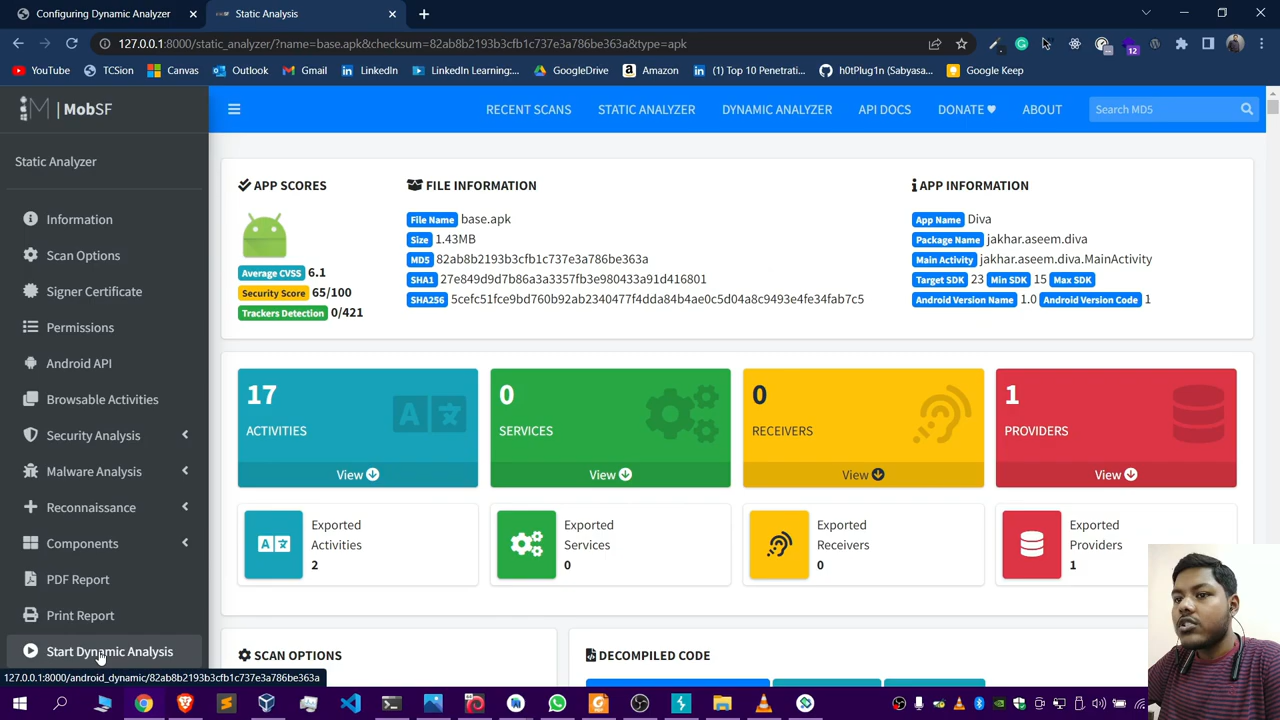 Configuring Dynamic Analyzer
Static Analysis
127.0.0.1:8000/static_analyzer/?name=base.apk&checksum=82ab8b2193b3cfb1c737e3a786be363a&type=apk
12
YouTube
TCSion
Canvas
Outlook
Gmail
LinkedIn
LinkedIn Learning:...
GoogleDrive
Amazon
(1) Top 10 Penetrati...
h0tPlug1n (Sabyasa...
Google Keep
MobSF
RECENT SCANS
STATIC ANALYZER
DYNAMIC ANALYZER
API DOCS
DONATE
ABOUT
Search MD5
Static Analyzer
Information
Scan Options
Signer Certificate
Permissions
Android API
Browsable Activities
Security Analysis
Malware Analysis
Reconnaissance
Components
PDF Report
Print Report
Start Dynamic Analysis
APP SCORES
Average CVSS 6.1
Security Score 65/100
Trackers Detection 0/421
FILE INFORMATION
File Name base.apk
Size 1.43MB
MD5 82ab8b2193b3cfb1c737e3a786be363a
SHA1 27e849d9d7b86a3a3357fb3e980433a91d416801
SHA256 5cefc51fce9bd760b92ab2340477f4dda84b4ae0c5d04a8c9493e4fe34fab7c5
APP INFORMATION
App Name Diva
Package Name jakhar.aseem.diva
Main Activity jakhar.aseem.diva.MainActivity
Target SDK 23 Min SDK 15 Max SDK
Android Version Name 1.0 Android Version Code 1
17
ACTIVITIES
View
0
SERVICES
View
0
RECEIVERS
View
1
PROVIDERS
View
Exported
Activities
2
Exported
Services
0
Exported
Receivers
0
Exported
Providers
1
SCAN OPTIONS
DECOMPILED CODE
127.0.0.1:8000/android_dynamic/82ab8b2193b3cfb1c737e3a786be363a